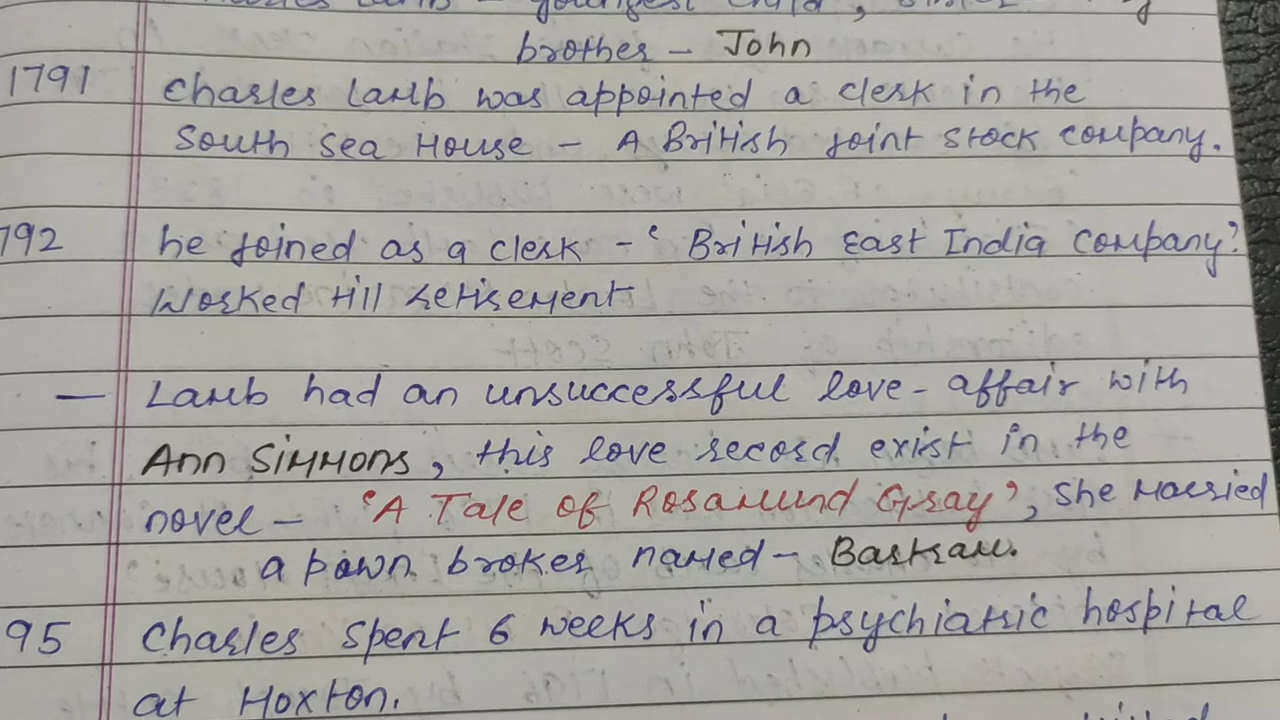 youngest child,
brother – John
1791 Charles Lamb was appointed a clerk in the
South Sea House – A British joint stock company.
792 he joined as a clerk – ‘British East India Company’.
Worked till retirement
— Lamb had an unsuccessful love-affair with
Ann Simmons, this love record exist in the
novel – ‘A Tale of Rosamund Gray’, she married
a pawn broker named – Bartram.
95 Charles spent 6 weeks in a psychiatric hospital
at Hoxton.